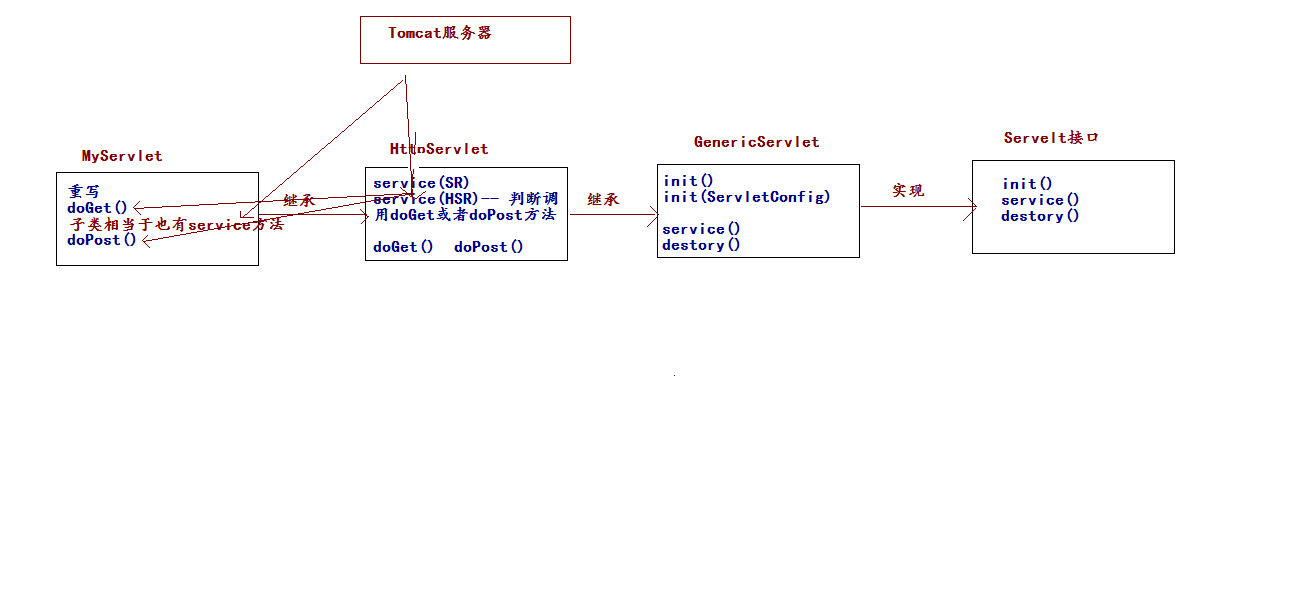 Tomcat服务器
MyServlet
重写
doGet()
子类相当于也有service方法
doPost()
继承
HttpServlet
service(SR)
service(HSR)-- 判断调
用doGet或者doPost方法
doGet() doPost()
继承
GenericServlet
init()
init(ServletConfig)
service()
destory()
实现
Servelt接口
init()
service()
destory()